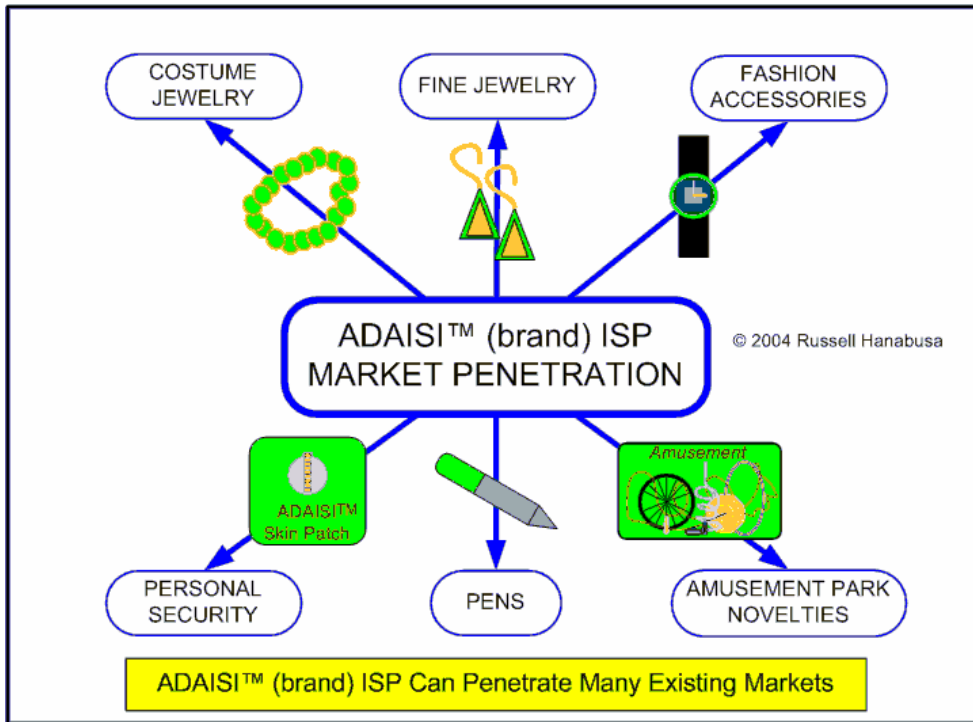 COSTUME
JEWELRY
FINE JEWELRY
FASHION
ACCESSORIES
ADAISI™ (brand) ISP
MARKET PENETRATION
© 2004 Russell Hanabusa
ADAISI™
Skin Patch
Amusement
PERSONAL
SECURITY
PENS
AMUSEMENT PARK
NOVELTIES
ADAISI™ (brand) ISP Can Penetrate Many Existing Markets